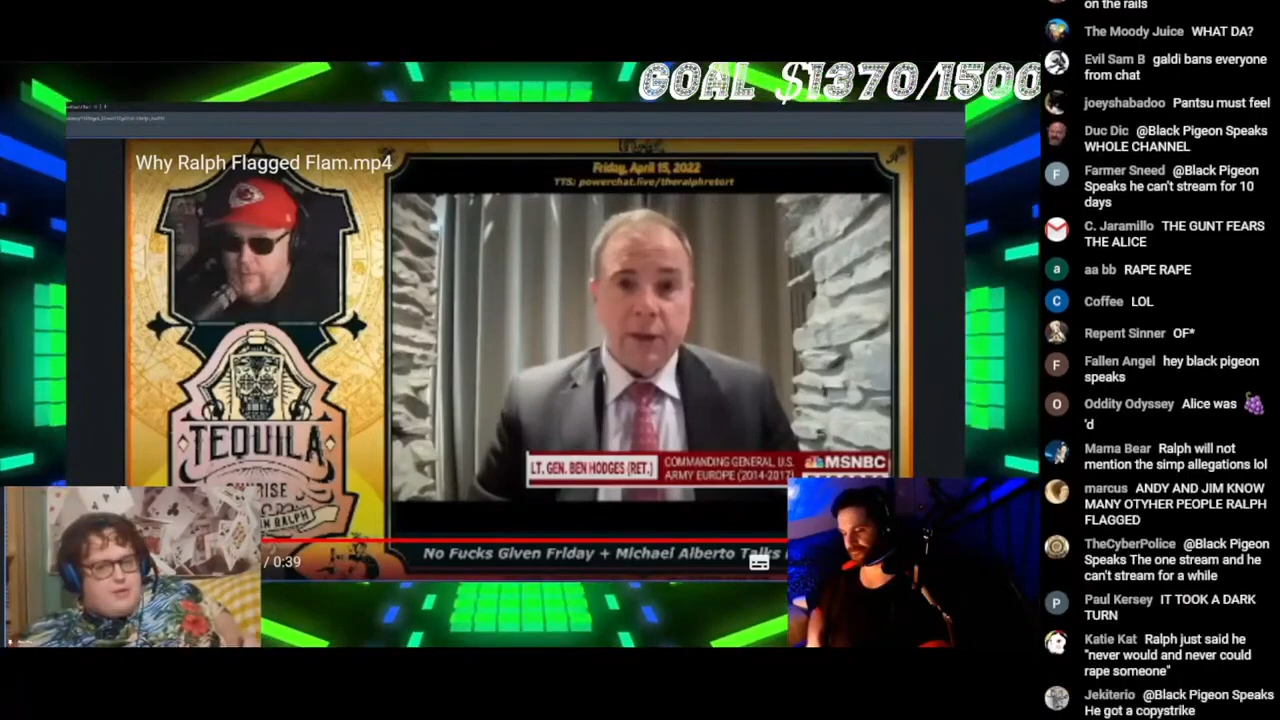 on the rails
The Moody Juice WHAT DA?
Evil Sam B galdi bans everyone
from chat
joeyshabadoo Pantsu must feel
Duc Dic @Black Pigeon Speaks
WHOLE CHANNEL
Farmer Sneed @Black Pigeon
Speaks he can't stream for 10
days
C. Jaramillo THE GUNT FEARS
THE ALICE
aa bb RAPE RAPE
Coffee LOL
Repent Sinner OF*
Fallen Angel hey black pigeon
speaks
Oddity Odyssey Alice was 🍇
'd
Mama Bear Ralph will not
mention the simp allegations lol
marcus ANDY AND JIM KNOW
MANY OTYHER PEOPLE RALPH
FLAGGED
TheCyberPolice @Black Pigeon
Speaks The one stream and he
can't stream for a while
Paul Kersey IT TOOK A DARK
TURN
Katie Kat Ralph just said he
"never would and never could
rape someone"
Jekiterio @Black Pigeon Speaks
He got a copystrike
GOAL $1370/1500
Why Ralph Flagged Flam.mp4
Friday, April 15, 2022
TTS: powerchat.live/theralphretort
TEQUILA
RALPH
LT. GEN. BEN HODGES (RET.)
COMMANDING GENERAL, U.S.
ARMY EUROPE (2014-2017)
MSNBC
/ 0:39
No Fucks Given Friday + Michael Alberto Talks